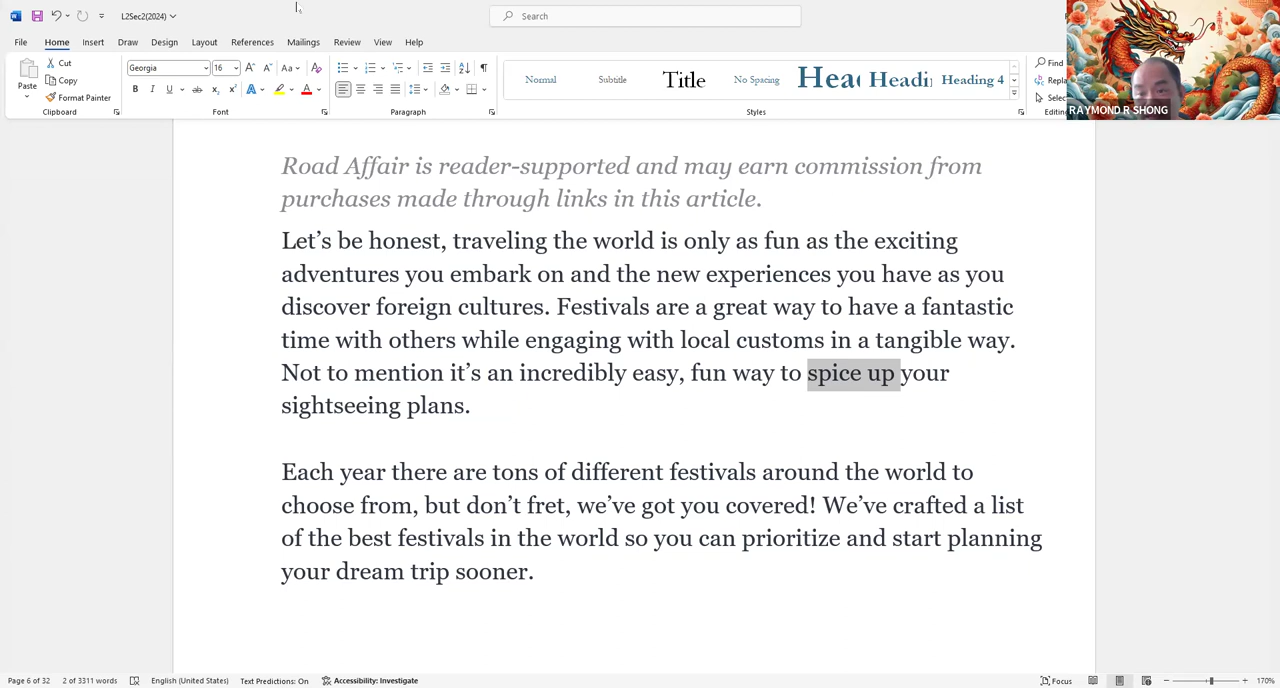 L2Sec2(2024)
Search
File Home Insert Draw Design Layout References Mailings Review View Help
Paste
Cut
Copy
Format Painter
Clipboard
Georgia 16
Font
Paragraph
Normal Subtitle Title No Spacing Head Headi Heading 4
Styles
Find
Repla
Selec
Editin
RAYMOND R SHONG
Road Affair is reader-supported and may earn commission from
purchases made through links in this article.
Let’s be honest, traveling the world is only as fun as the exciting
adventures you embark on and the new experiences you have as you
discover foreign cultures. Festivals are a great way to have a fantastic
time with others while engaging with local customs in a tangible way.
Not to mention it’s an incredibly easy, fun way to spice up your
sightseeing plans.
Each year there are tons of different festivals around the world to
choose from, but don’t fret, we’ve got you covered! We’ve crafted a list
of the best festivals in the world so you can prioritize and start planning
your dream trip sooner.
Page 6 of 32 2 of 3311 words English (United States) Text Predictions: On Accessibility: Investigate Focus 170%